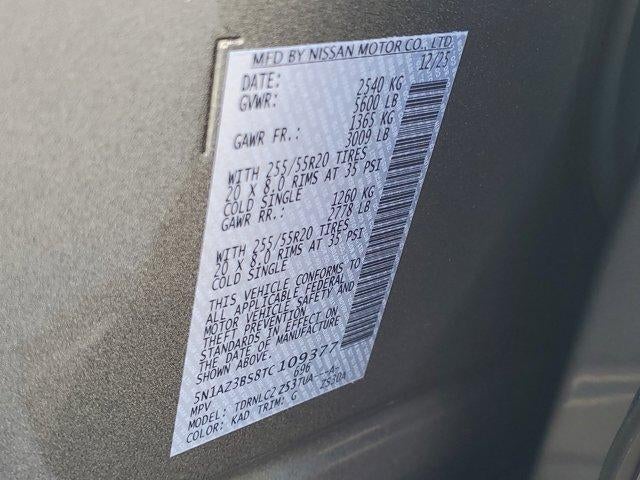 MFD BY NISSAN MOTOR CO., LTD.
DATE: 12/25
GVWR: 2540 KG
5600 LB
GAWR FR.: 1365 KG
3009 LB
WITH 255/55R20 TIRES
20 X 8.0 RIMS AT 35 PSI
COLD SINGLE
GAWR RR.: 1260 KG
2778 LB
WITH 255/55R20 TIRES
20 X 8.0 RIMS AT 35 PSI
COLD SINGLE
THIS VEHICLE CONFORMS TO
ALL APPLICABLE FEDERAL
MOTOR VEHICLE SAFETY AND
THEFT PREVENTION
STANDARDS IN EFFECT ON
THE DATE OF MANUFACTURE
SHOWN ABOVE.
5N1AZ3BS8TC109377
MPV 696
MODEL: TDRNLC2 Z537UA--A-
COLOR: KAD TRIM: G Z530A